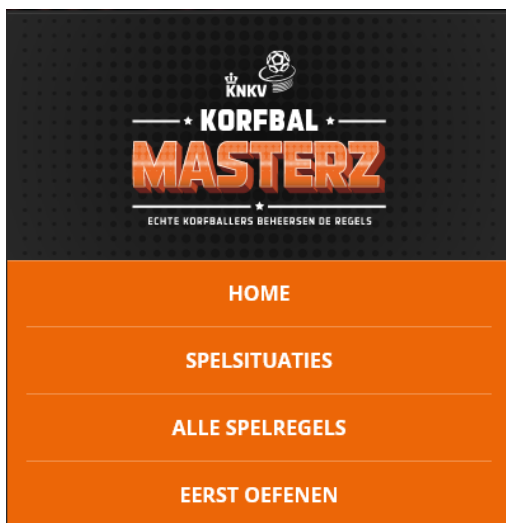 KNKV
KORFBAL
MASTERZ
ECHTE KORFBALLERS BEHEERSEN DE REGELS
HOME
SPELSITUATIES
ALLE SPELREGELS
EERST OEFENEN